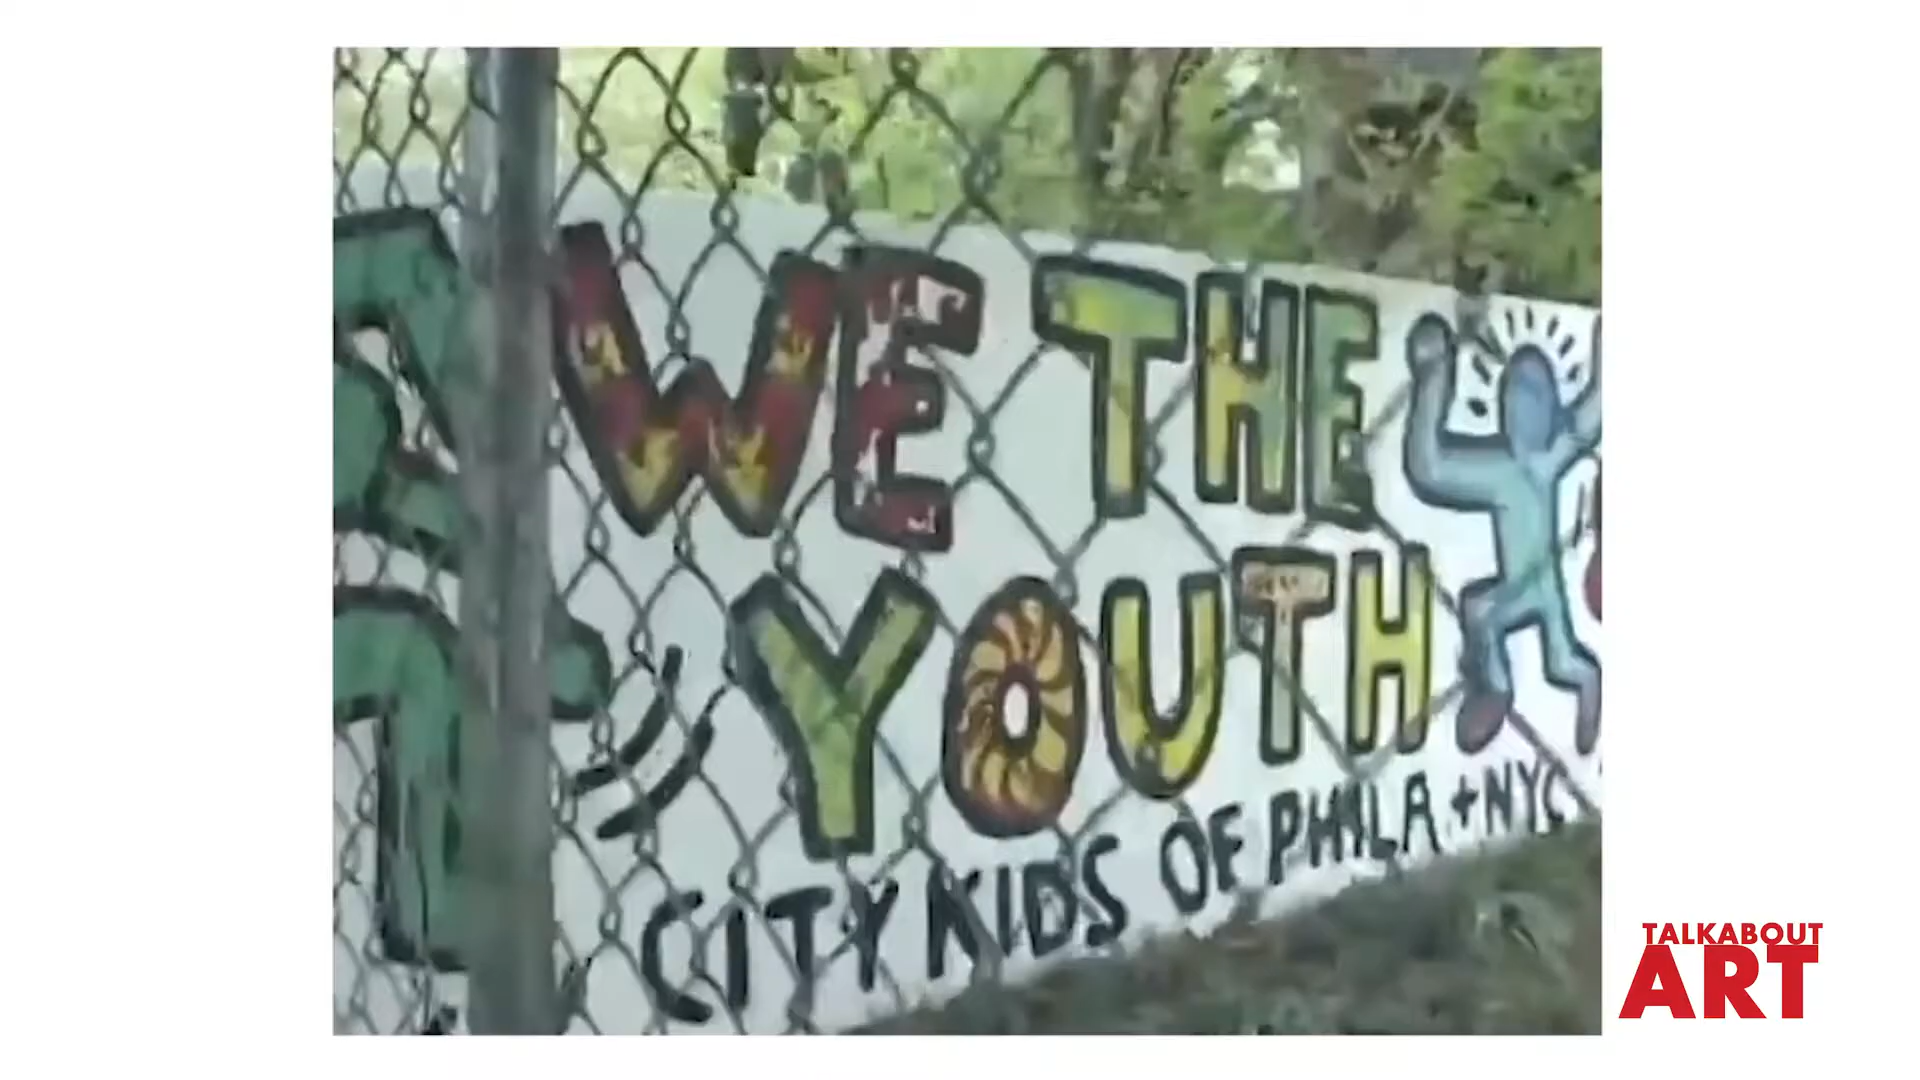 WE THE
YOUTH
CITY KIDS OF PHILA + NYC
TALKABOUT
ART